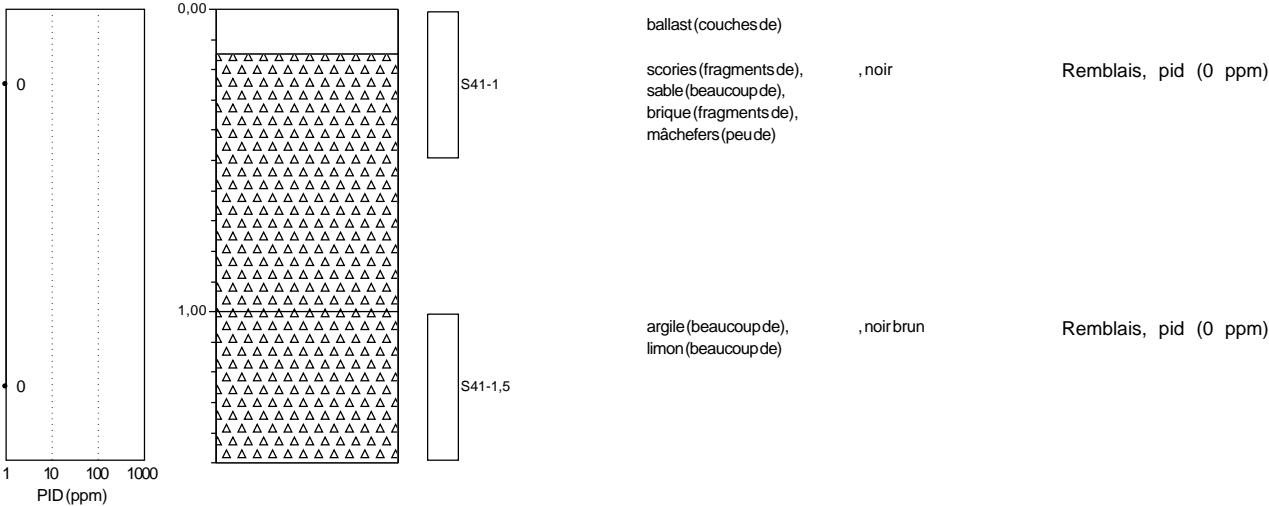 0,00
ballast (couches de)
0
S41-1
scories (fragments de), , noir Remblais, pid (0 ppm)
sable (beaucoup de),
brique (fragments de),
mâchefers (peu de)
1,00
argile (beaucoup de), , noir brun Remblais, pid (0 ppm)
limon (beaucoup de)
0
S41-1,5
1 10 100 1000
PID (ppm)